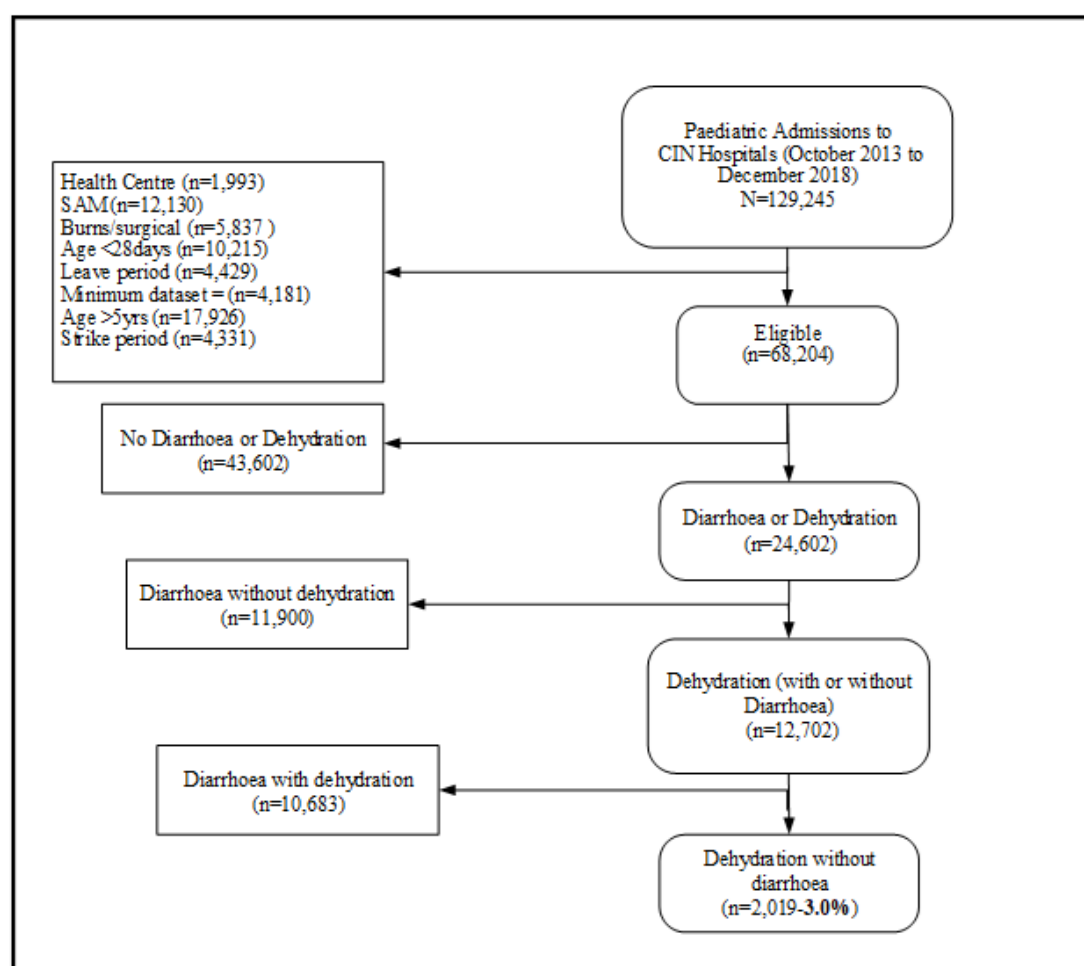 Paediatric Admissions to
CIN Hospitals (October 2013 to
December 2018)
N=129,245
Health Centre (n=1,993)
SAM(n=12,130)
Burns/surgical (n=5,837 )
Age <28days (n=10,215)
Leave period (n=4,429)
Minimum dataset = (n=4,181)
Age >5yrs (n=17,926)
Strike period (n=4,331)
Eligible
(n=68,204)
No Diarrhoea or Dehydration
(n=43,602)
Diarrhoea or Dehydration
(n=24,602)
Diarrhoea without dehydration
(n=11,900)
Dehydration (with or without
Diarrhoea)
(n=12,702)
Diarrhoea with dehydration
(n=10,683)
Dehydration without
diarrhoea
(n=2,019-3.0%)